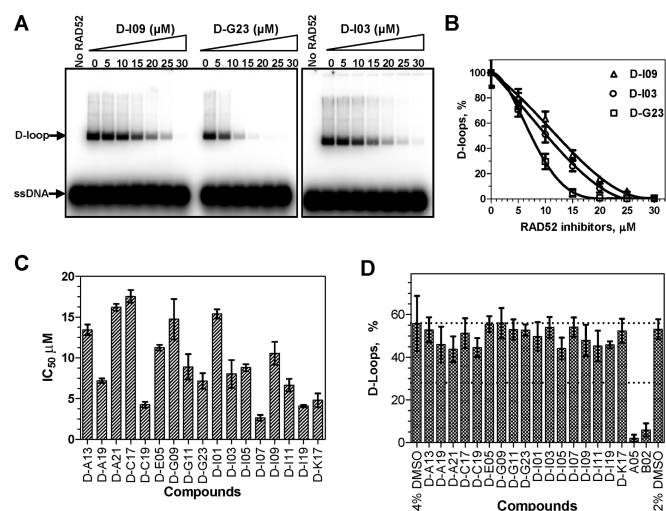 A
No RAD52
D-I09 (µM)
0 5 10 15 20 25 30
D-G23 (µM)
0 5 10 15 20 25 30
No RAD52
D-I03 (µM)
0 5 10 15 20 25 30
D-loop
ssDNA
B
D-loops, %
120
100
80
60
40
20
0
0 5 10 15 20 25 30
RAD52 inhibitors, µM
D-I09
D-I03
D-G23
C
IC50 µM
20
15
10
5
0
D-A13
D-A19
D-A21
D-C17
D-C19
D-E05
D-G09
D-G11
D-G23
D-I01
D-I03
D-I05
D-I07
D-I09
D-I11
D-I19
D-K17
Compounds
D
D-Loops, %
80
60
40
20
0
4% DMSO
D-A13
D-A19
D-A21
D-C17
D-C19
D-E05
D-G09
D-G11
D-G23
D-I01
D-I03
D-I05
D-I07
D-I09
D-I11
D-I19
D-K17
A05
B02
2% DMSO
Compounds